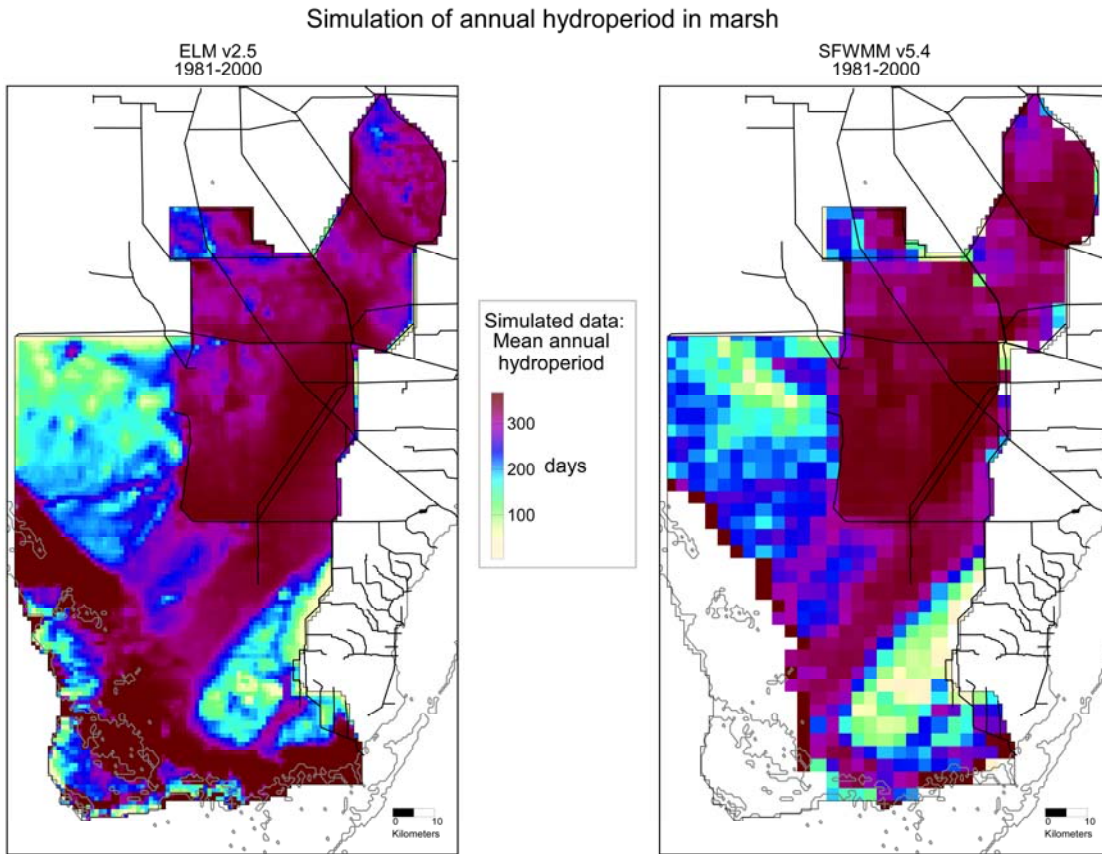 Simulation of annual hydroperiod in marsh
ELM v2.5
1981-2000
SFWMM v5.4
1981-2000
Simulated data:
Mean annual
hydroperiod
300
200 days
100
0 10
Kilometers
0 10
Kilometers